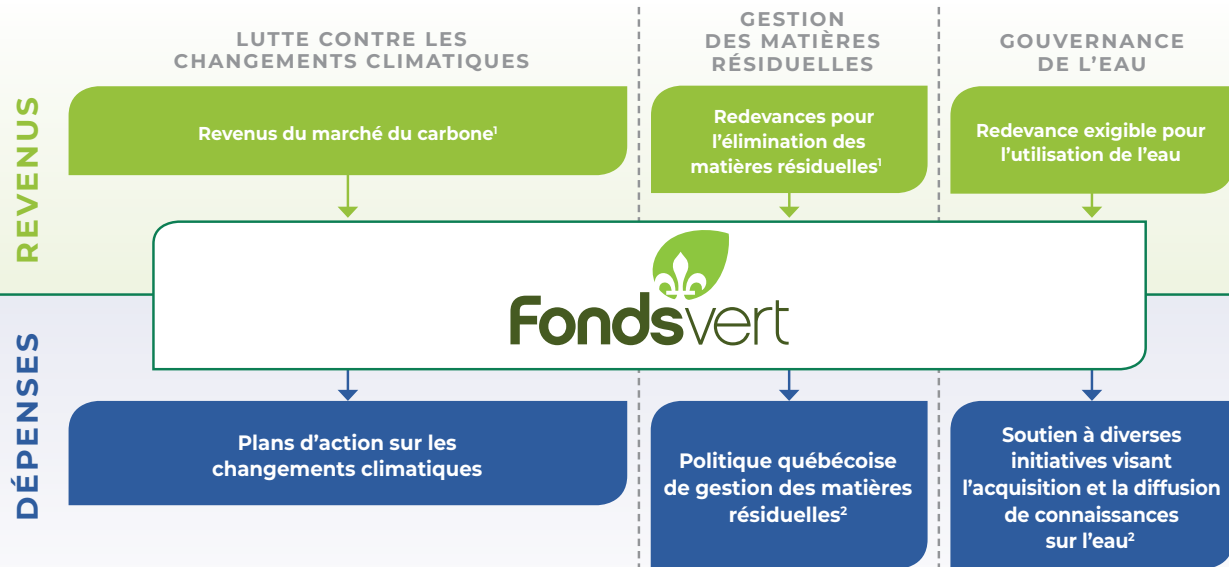 LUTTE CONTRE LES
CHANGEMENTS CLIMATIQUES
GESTION
DES MATIÈRES
RÉSIDUELLES
GOUVERNANCE
DE L'EAU
REVENUS
Revenus du marché du carbone¹
Redevances pour
l'élimination des
matières résiduelles¹
Redevance exigible pour
l'utilisation de l'eau
Fondsvert
DÉPENSES
Plans d'action sur les
changements climatiques
Politique québécoise
de gestion des matières
résiduelles²
Soutien à diverses
initiatives visant
l'acquisition et la diffusion
de connaissances
sur l'eau²